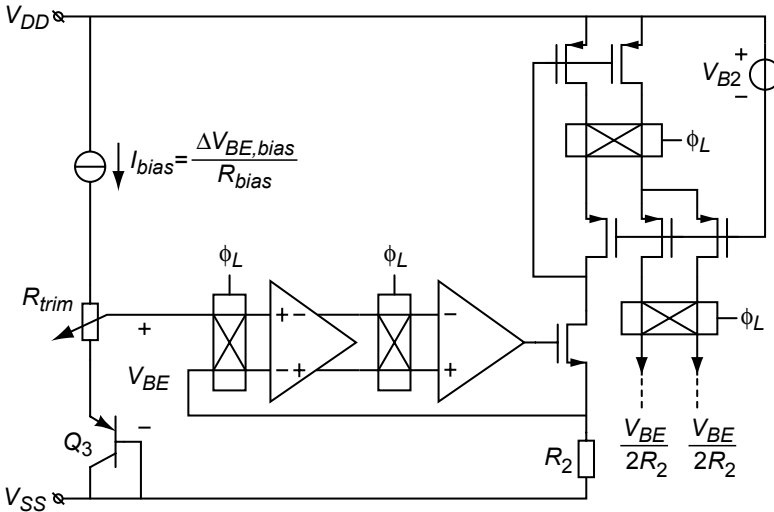 V_DD
V_B2
+
−
I_bias = ΔV_BE,bias / R_bias
ϕ_L
ϕ_L
ϕ_L
R_trim
+
V_BE
−
+ −
− +
−
+
ϕ_L
Q_3
R_2
V_BE / 2R_2
V_BE / 2R_2
V_SS